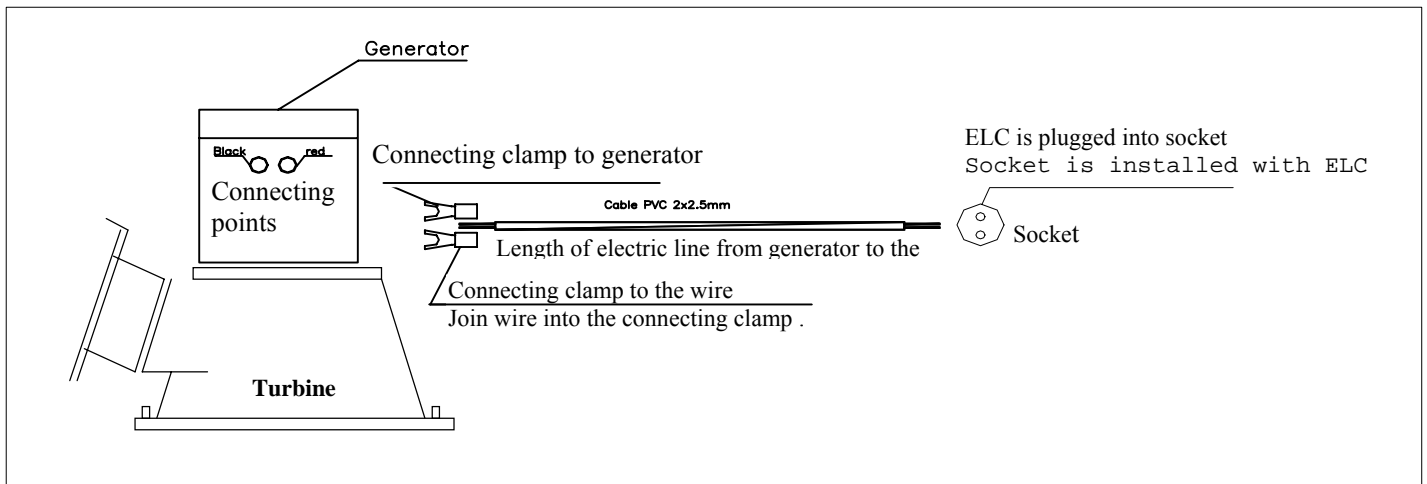 Generator
Black red
Connecting
points
Connecting clamp to generator
Cable PVC 2x2.5mm
Length of electric line from generator to the
Connecting clamp to the wire
Join wire into the connecting clamp .
ELC is plugged into socket
Socket is installed with ELC
Socket
Turbine